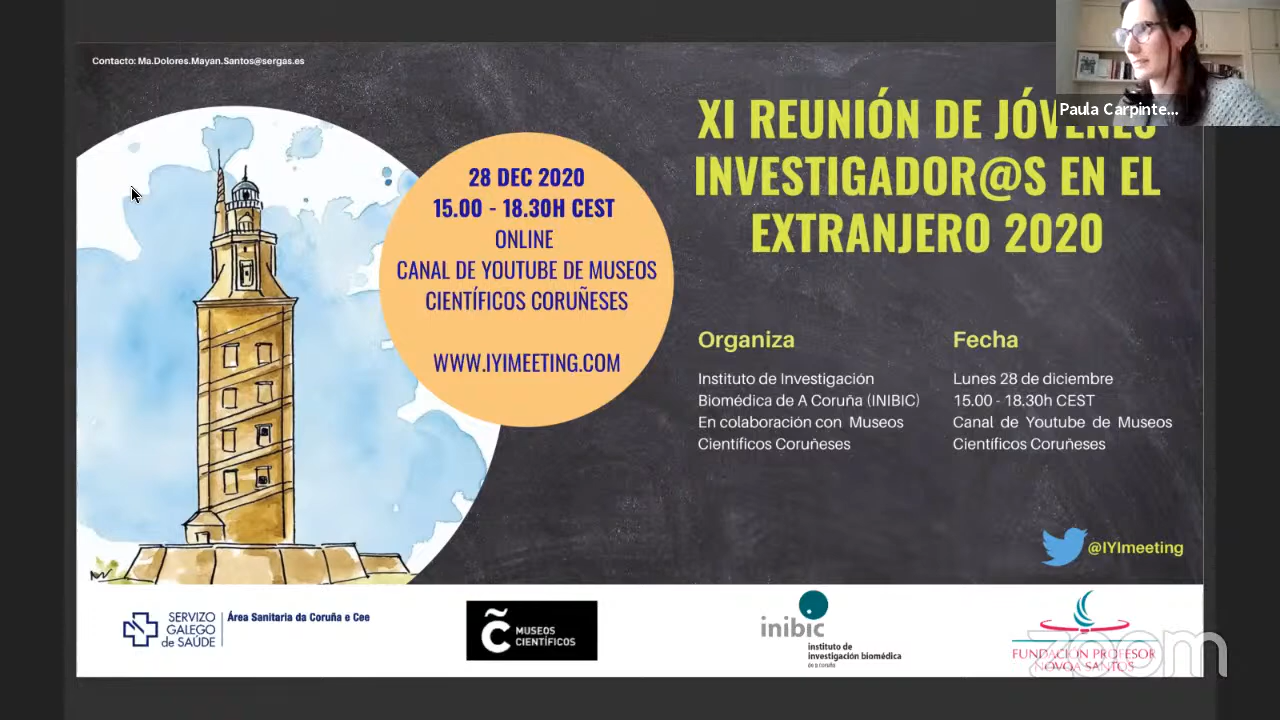 Contacto: Ma.Dolores.Mayan.Santos@sergas.es
Paula Carpinte...
XI REUNIÓN DE JÓVENES
INVESTIGADOR@S EN EL
EXTRANJERO 2020
28 DEC 2020
15.00 - 18.30H CEST
ONLINE
CANAL DE YOUTUBE DE MUSEOS
CIENTÍFICOS CORUÑESES
WWW.IYIMEETING.COM
Organiza
Instituto de Investigación
Biomédica de A Coruña (INIBIC)
En colaboración con Museos
Científicos Coruñeses
Fecha
Lunes 28 de diciembre
15.00 - 18.30h CEST
Canal de Youtube de Museos
Científicos Coruñeses
@IYImeeting
SERVIZO
GALEGO
de SAÚDE
Área Sanitaria da Coruña e Cee
MUSEOS
CIENTÍFICOS
inibic
instituto de
investigación biomédica
de a coruña
FUNDACIÓN PROFESOR
NOVOA SANTOS
zoom